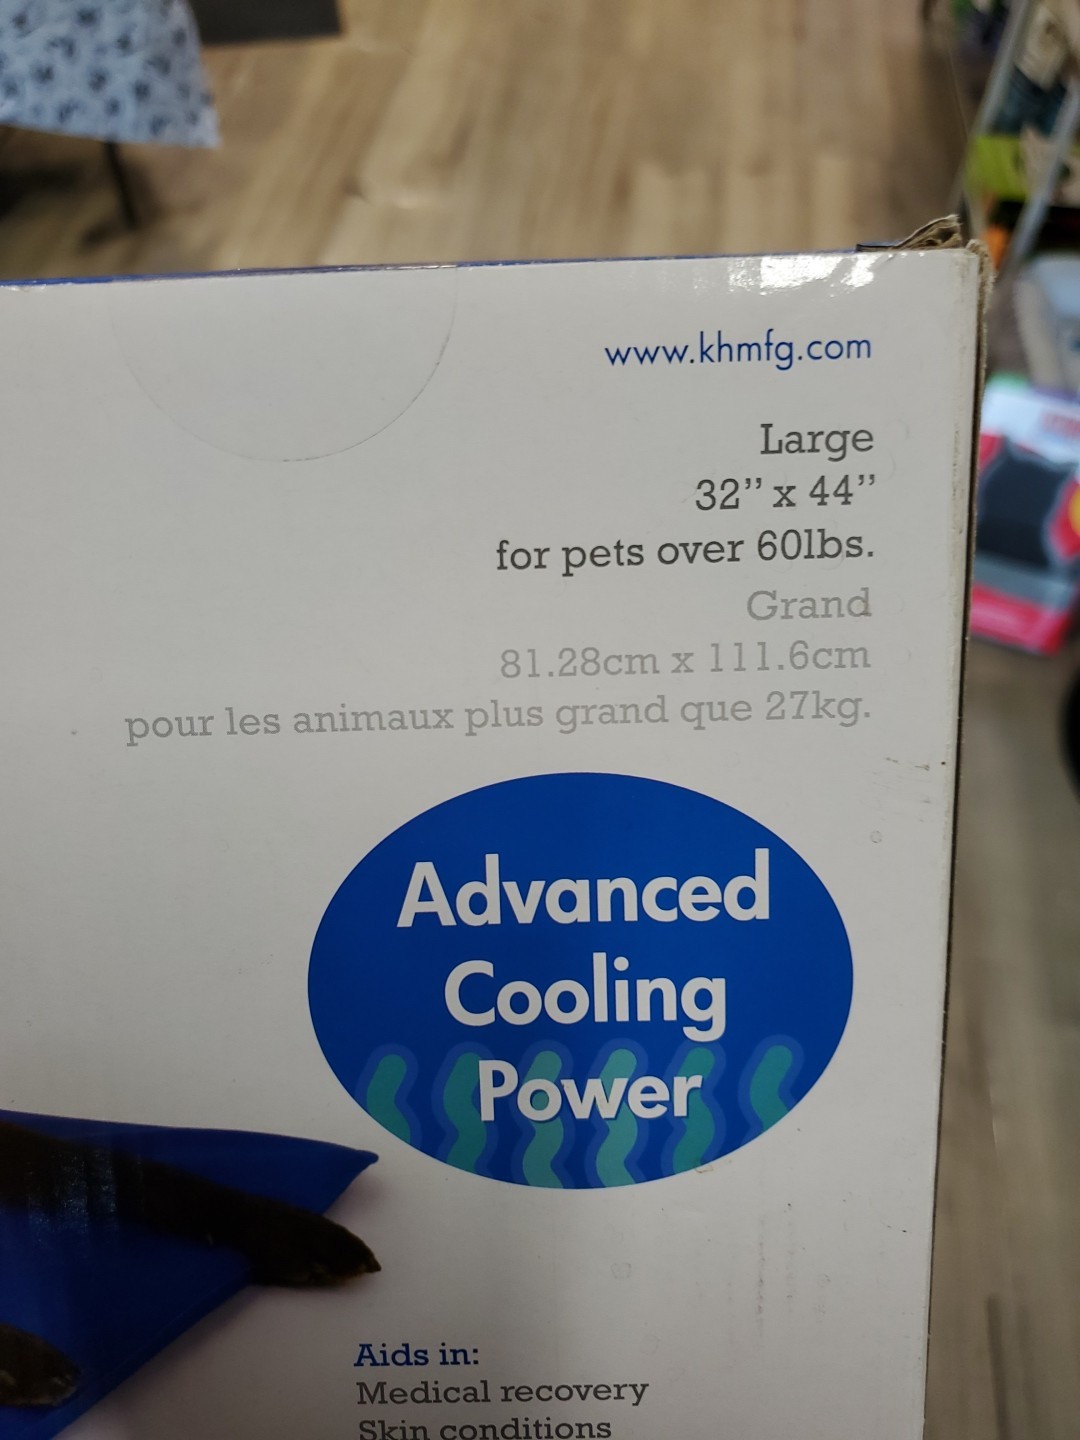 www.khmfg.com
Large
32” x 44”
for pets over 60lbs.
Grand
81.28cm x 111.6cm
pour les animaux plus grand que 27kg.
Advanced
Cooling
Power
Aids in:
Medical recovery
Skin conditions